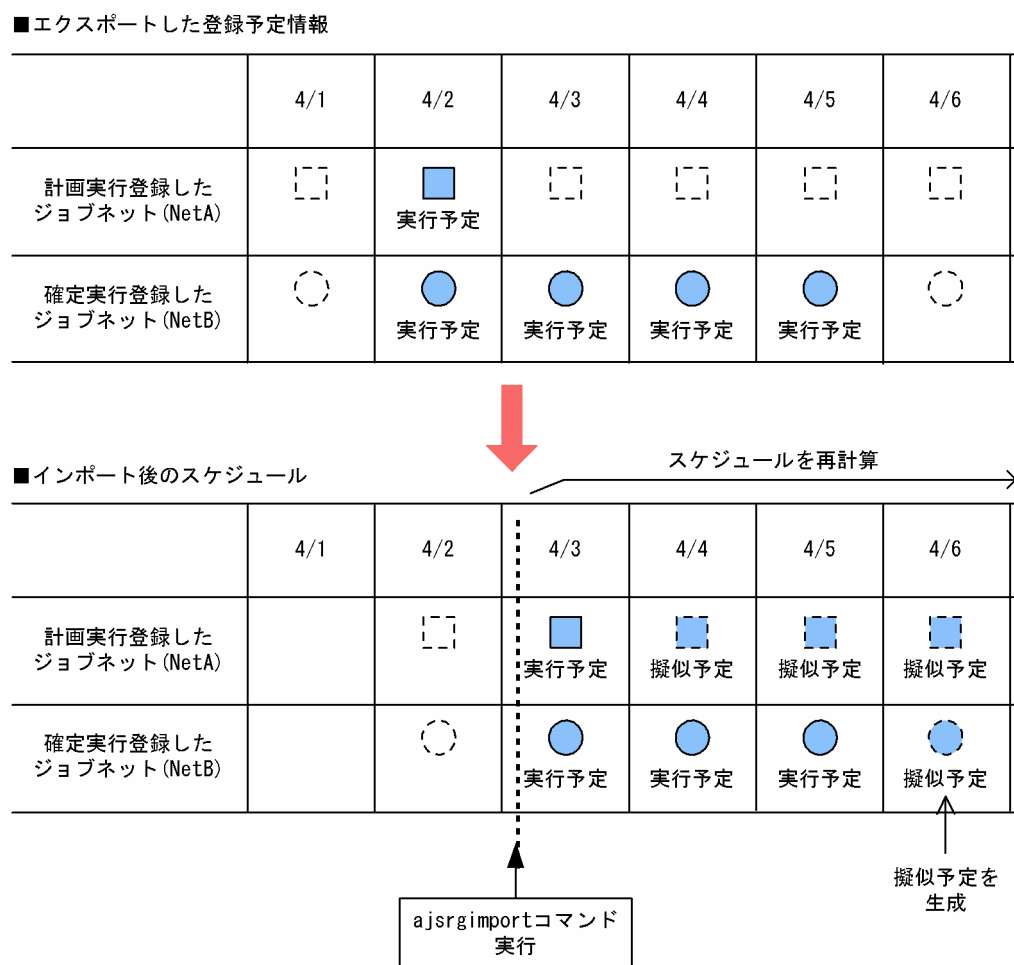 ■エクスポートした登録予定情報
4/1 4/2 4/3 4/4 4/5 4/6
計画実行登録した
ジョブネット(NetA)
実行予定
確定実行登録した
ジョブネット(NetB)
実行予定 実行予定 実行予定 実行予定
■インポート後のスケジュール
スケジュールを再計算
4/1 4/2 4/3 4/4 4/5 4/6
計画実行登録した
ジョブネット(NetA)
実行予定 擬似予定 擬似予定 擬似予定
確定実行登録した
ジョブネット(NetB)
実行予定 実行予定 実行予定 擬似予定
擬似予定を
生成
ajsrgimportコマンド
実行